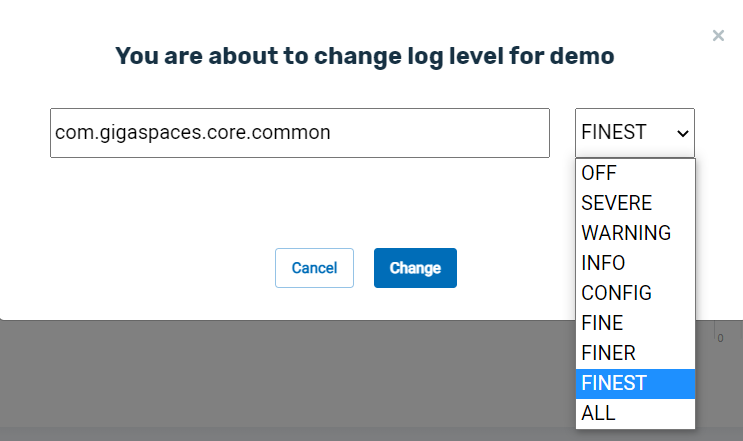 ×
You are about to change log level for demo
com.gigaspaces.core.common
FINEST
OFF
SEVERE
WARNING
INFO
CONFIG
FINE
FINER
FINEST
ALL
Cancel
Change
0